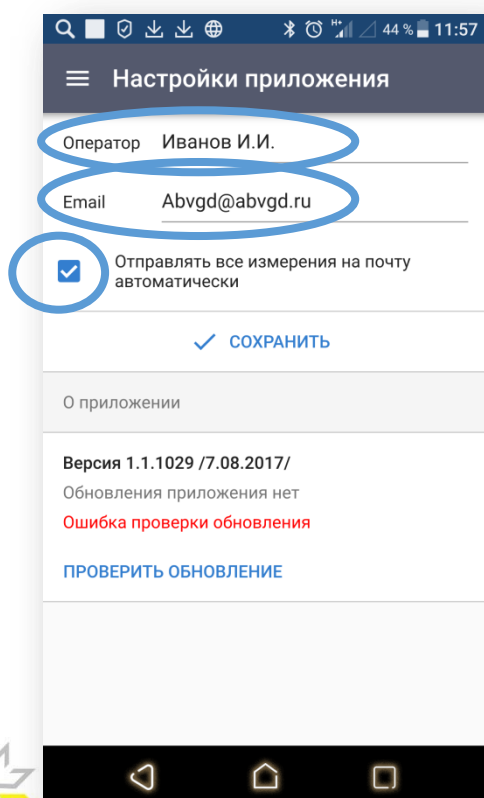 44 % 11:57
Настройки приложения
Оператор Иванов И.И.
Email Abvgd@abvgd.ru
Отправлять все измерения на почту
автоматически
СОХРАНИТЬ
О приложении
Версия 1.1.1029 /7.08.2017/
Обновления приложения нет
Ошибка проверки обновления
ПРОВЕРИТЬ ОБНОВЛЕНИЕ